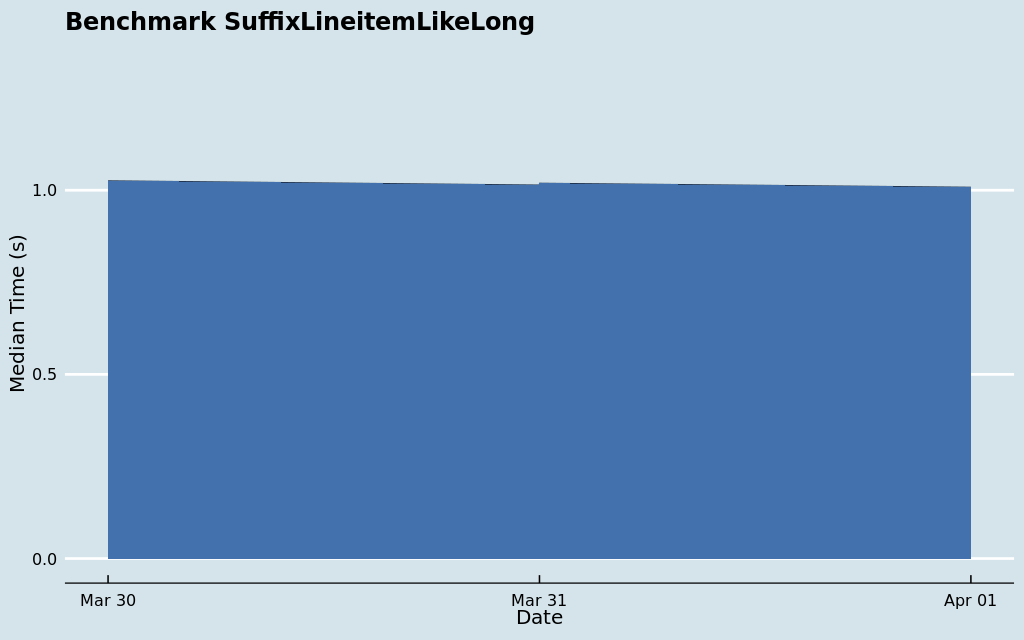 Benchmark SuffixLineitemLikeLong
Median Time (s)
1.0
0.5
0.0
Mar 30
Mar 31
Apr 01
Date